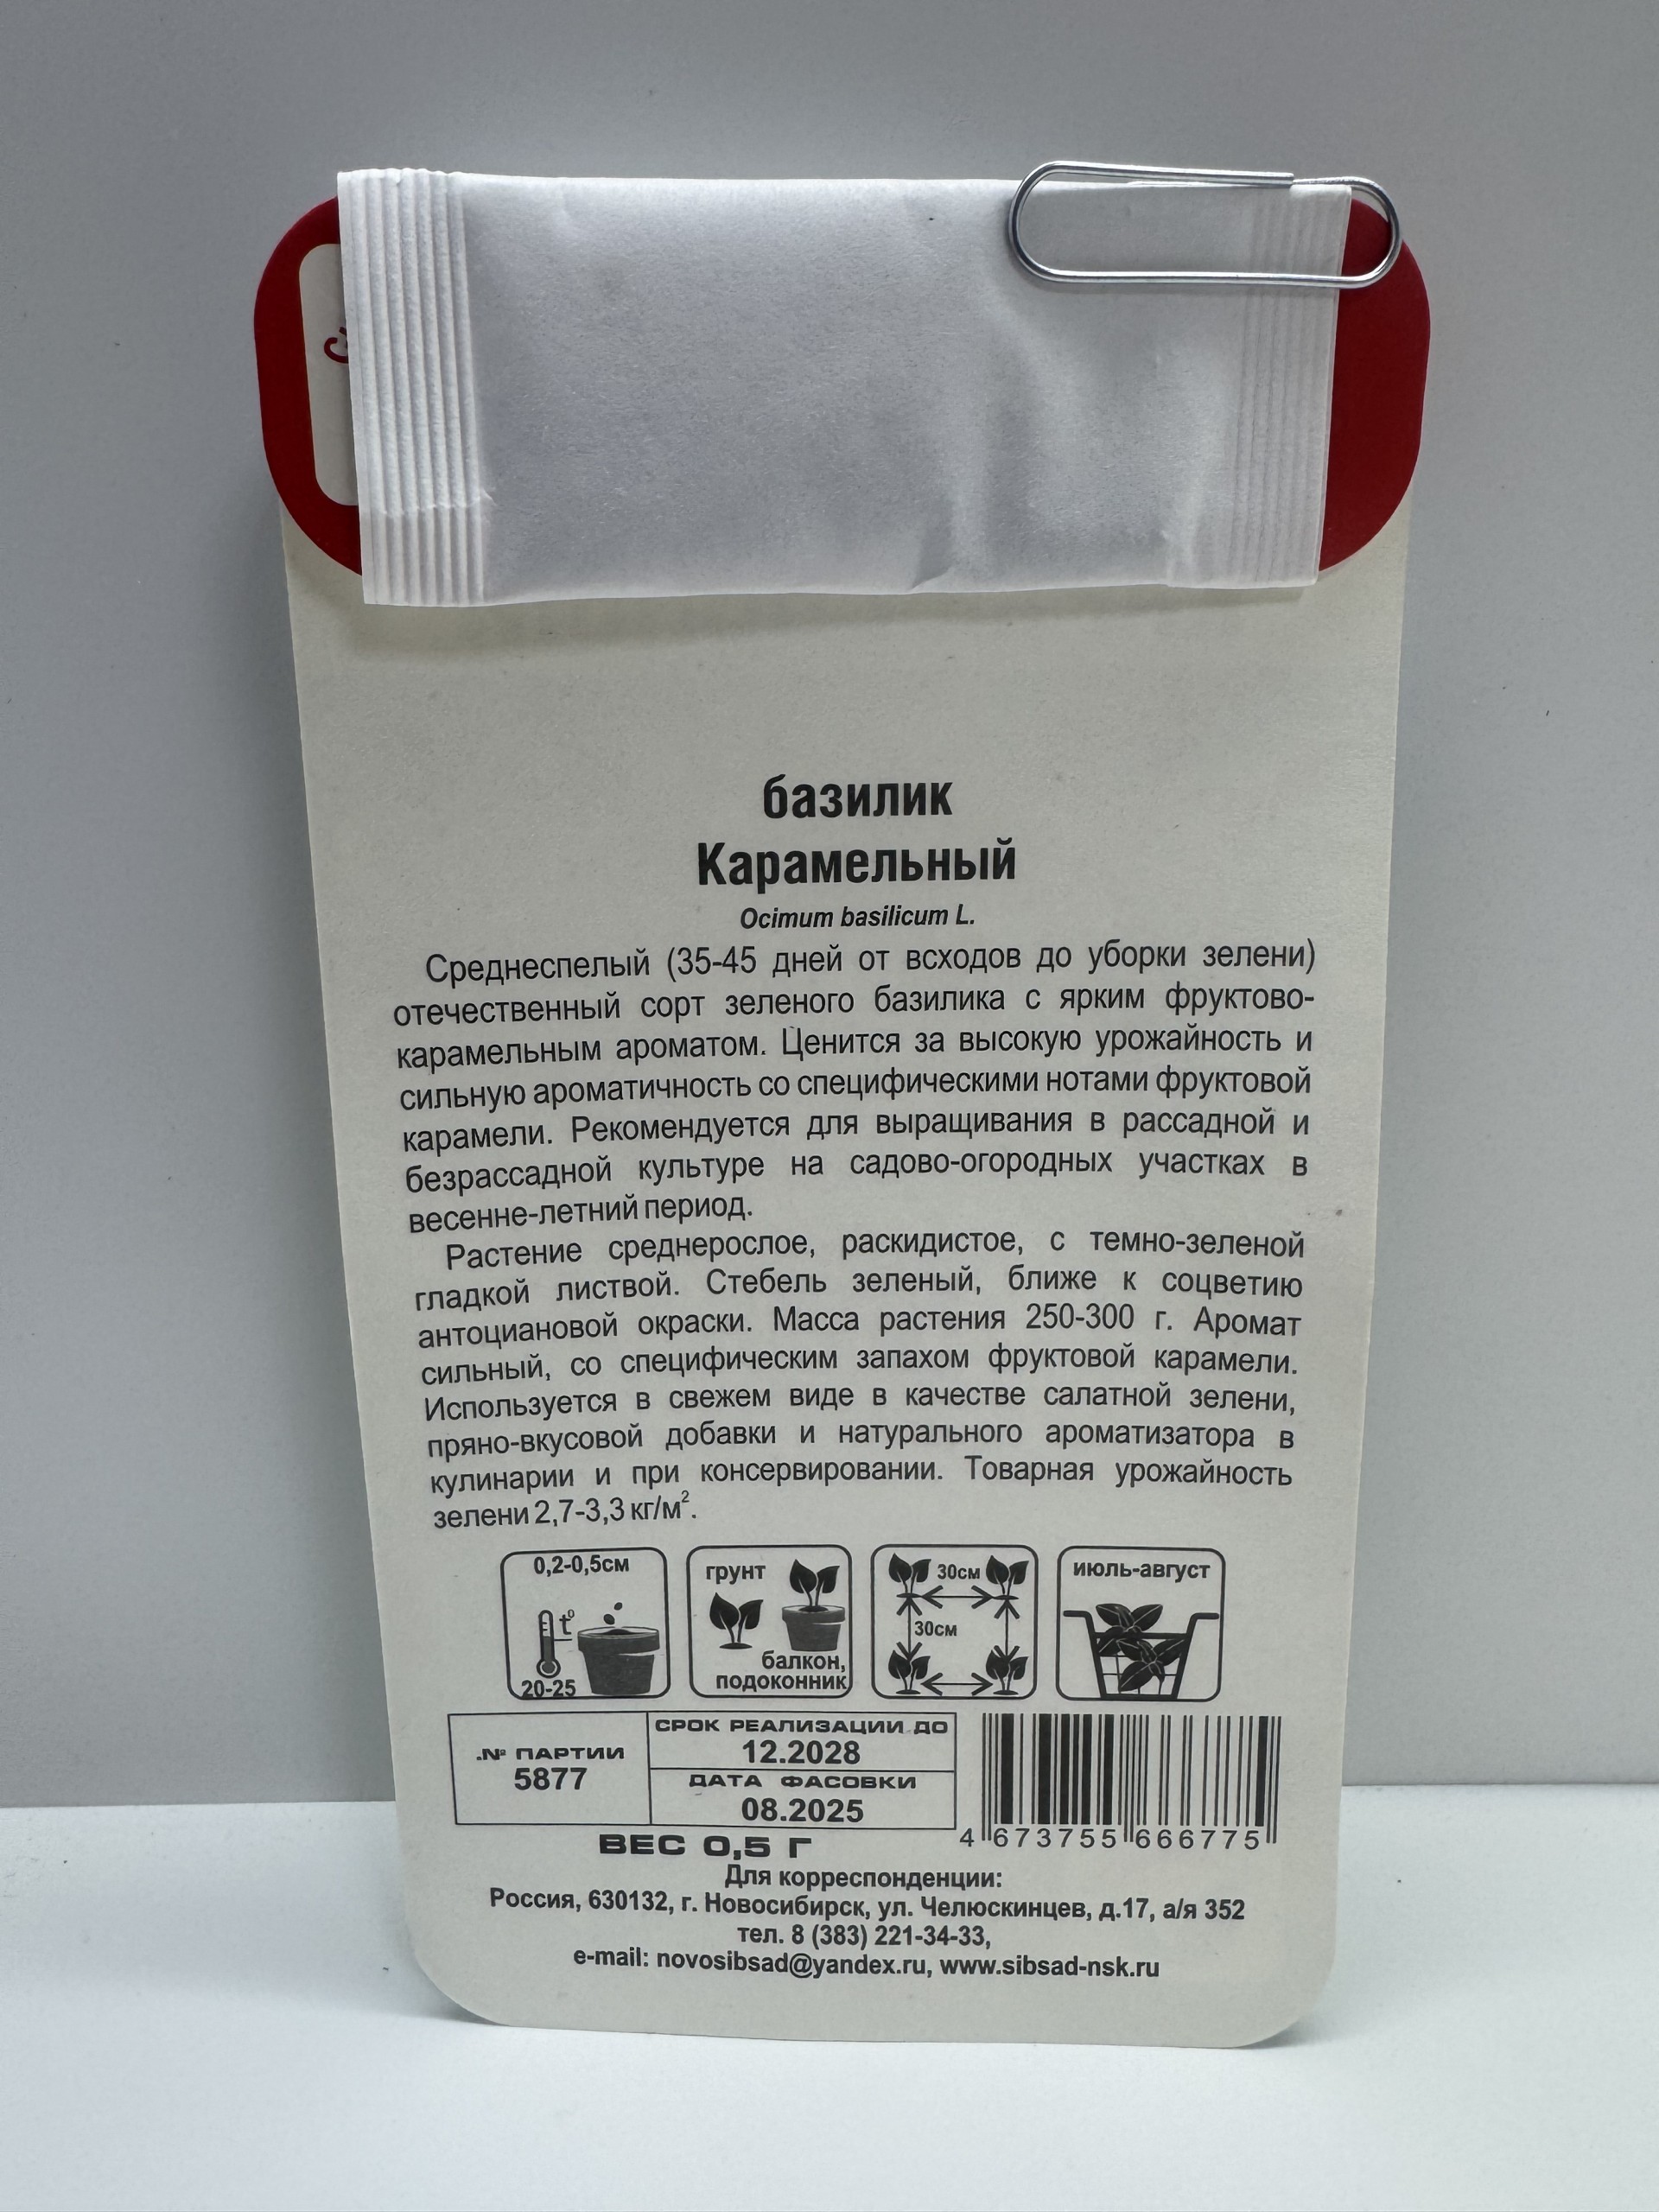 базилик
Карамельный
Ocimum basilicum L.
Среднеспелый (35-45 дней от всходов до уборки зелени)
отечественный сорт зеленого базилика с ярким фруктово-
карамельным ароматом. Ценится за высокую урожайность и
сильную ароматичность со специфическими нотами фруктовой
карамели. Рекомендуется для выращивания в рассадной и
безрассадной культуре на садово-огородных участках в
весенне-летний период.
Растение среднерослое, раскидистое, с темно-зеленой
гладкой листвой. Стебель зеленый, ближе к соцветию
антоциановой окраски. Масса растения 250-300 г. Аромат
сильный, со специфическим запахом фруктовой карамели.
Используется в свежем виде в качестве салатной зелени,
пряно-вкусовой добавки и натурального ароматизатора в
кулинарии и при консервировании. Товарная урожайность
зелени 2,7-3,3 кг/м².
0,2-0,5см
t°
20-25
грунт
балкон,
подоконник
30см
30см
июль-август
№ ПАРТИИ
5877
СРОК РЕАЛИЗАЦИИ ДО
12.2028
ДАТА ФАСОВКИ
08.2025
ВЕС 0,5 Г
4 673755 666775
Для корреспонденции:
Россия, 630132, г. Новосибирск, ул. Челюскинцев, д.17, а/я 352
тел. 8 (383) 221-34-33,
e-mail: novosibsad@yandex.ru, www.sibsad-nsk.ru